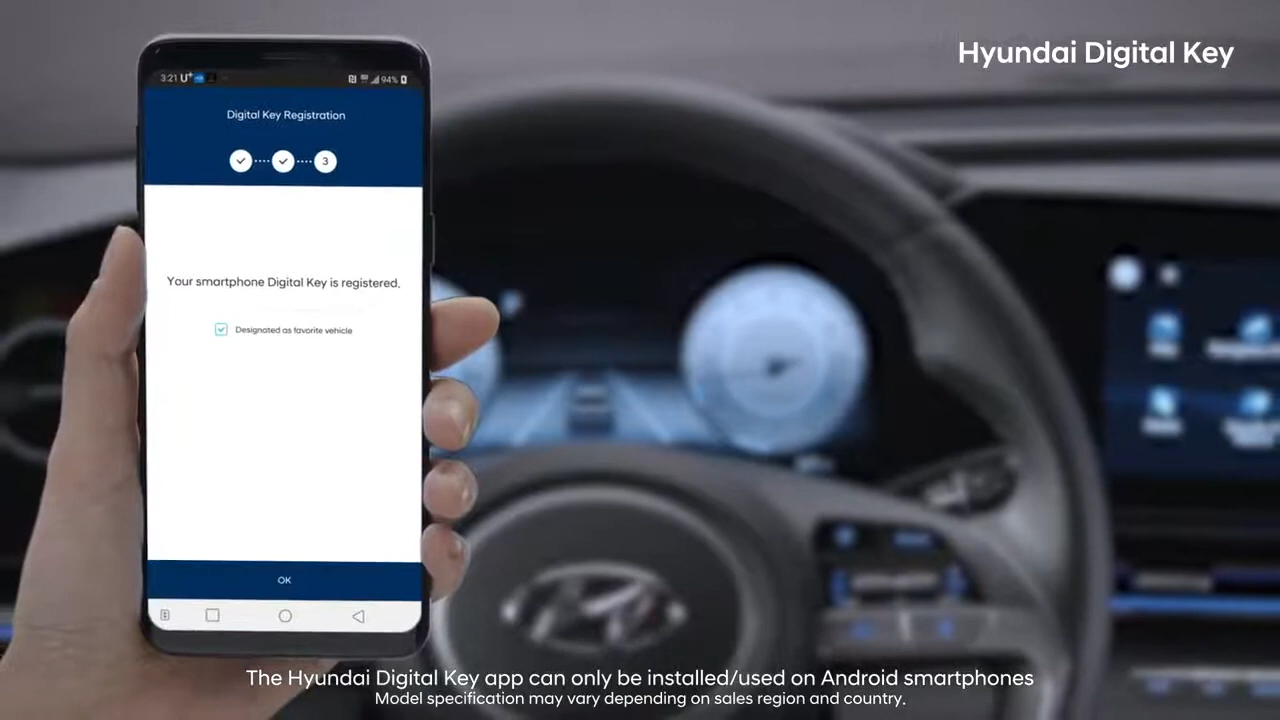 Hyundai Digital Key
3:21 U+
94%
Digital Key Registration
3
Your smartphone Digital Key is registered.
Designated as favorite vehicle
OK
The Hyundai Digital Key app can only be installed/used on Android smartphones
Model specification may vary depending on sales region and country.